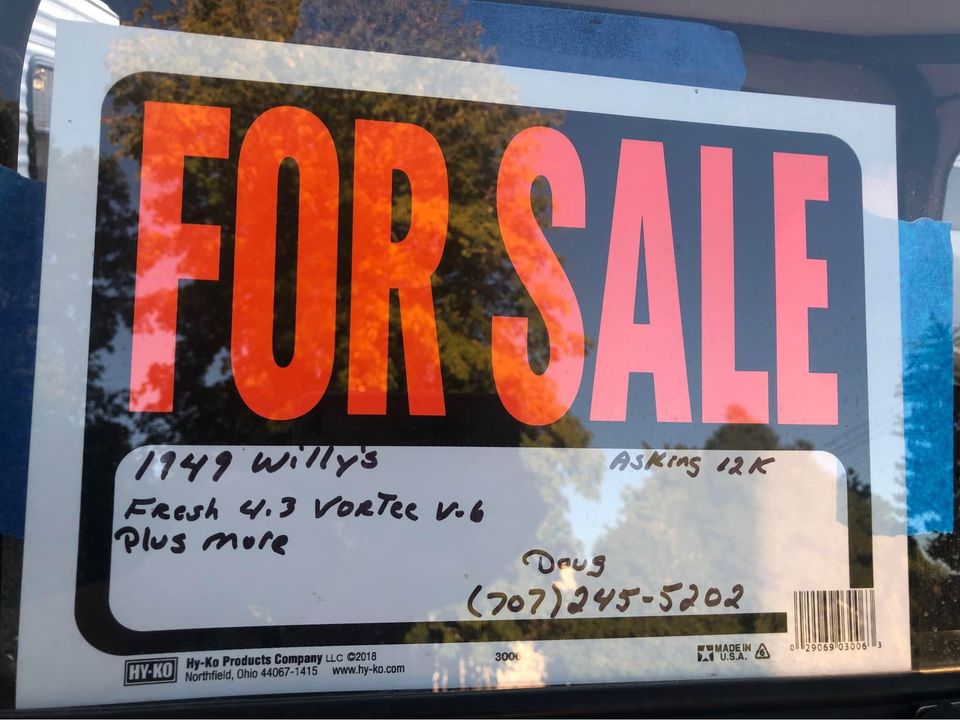 FOR SALE
1949 Willy's Asking 12K
Fresh 4.3 Vortec V.6
Plus more
Doug
(707)245-5202
HY-KO Hy-Ko Products Company LLC ©2018
Northfield, Ohio 44067-1415 www.hy-ko.com
3006
MADE IN
U.S.A.
6
0 29069 03006 3